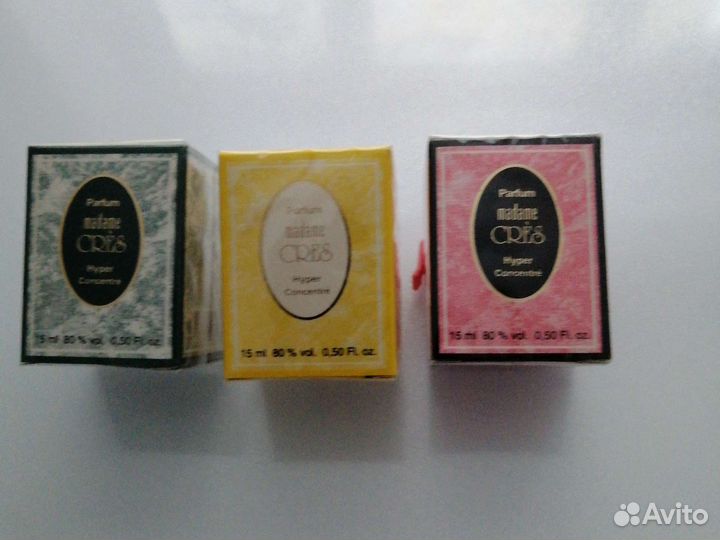 Parfum
madame
CRÈS
Hyper
Concentré
15 ml 80 % vol. 0,50 Fl. oz.
Parfum
madame
CRÈS
Hyper
Concentré
15 ml 80 % vol. 0,50 Fl. oz.
Parfum
madame
CRÈS
Hyper
Concentré
15 ml 80 % vol. 0,50 Fl. oz.
Avito